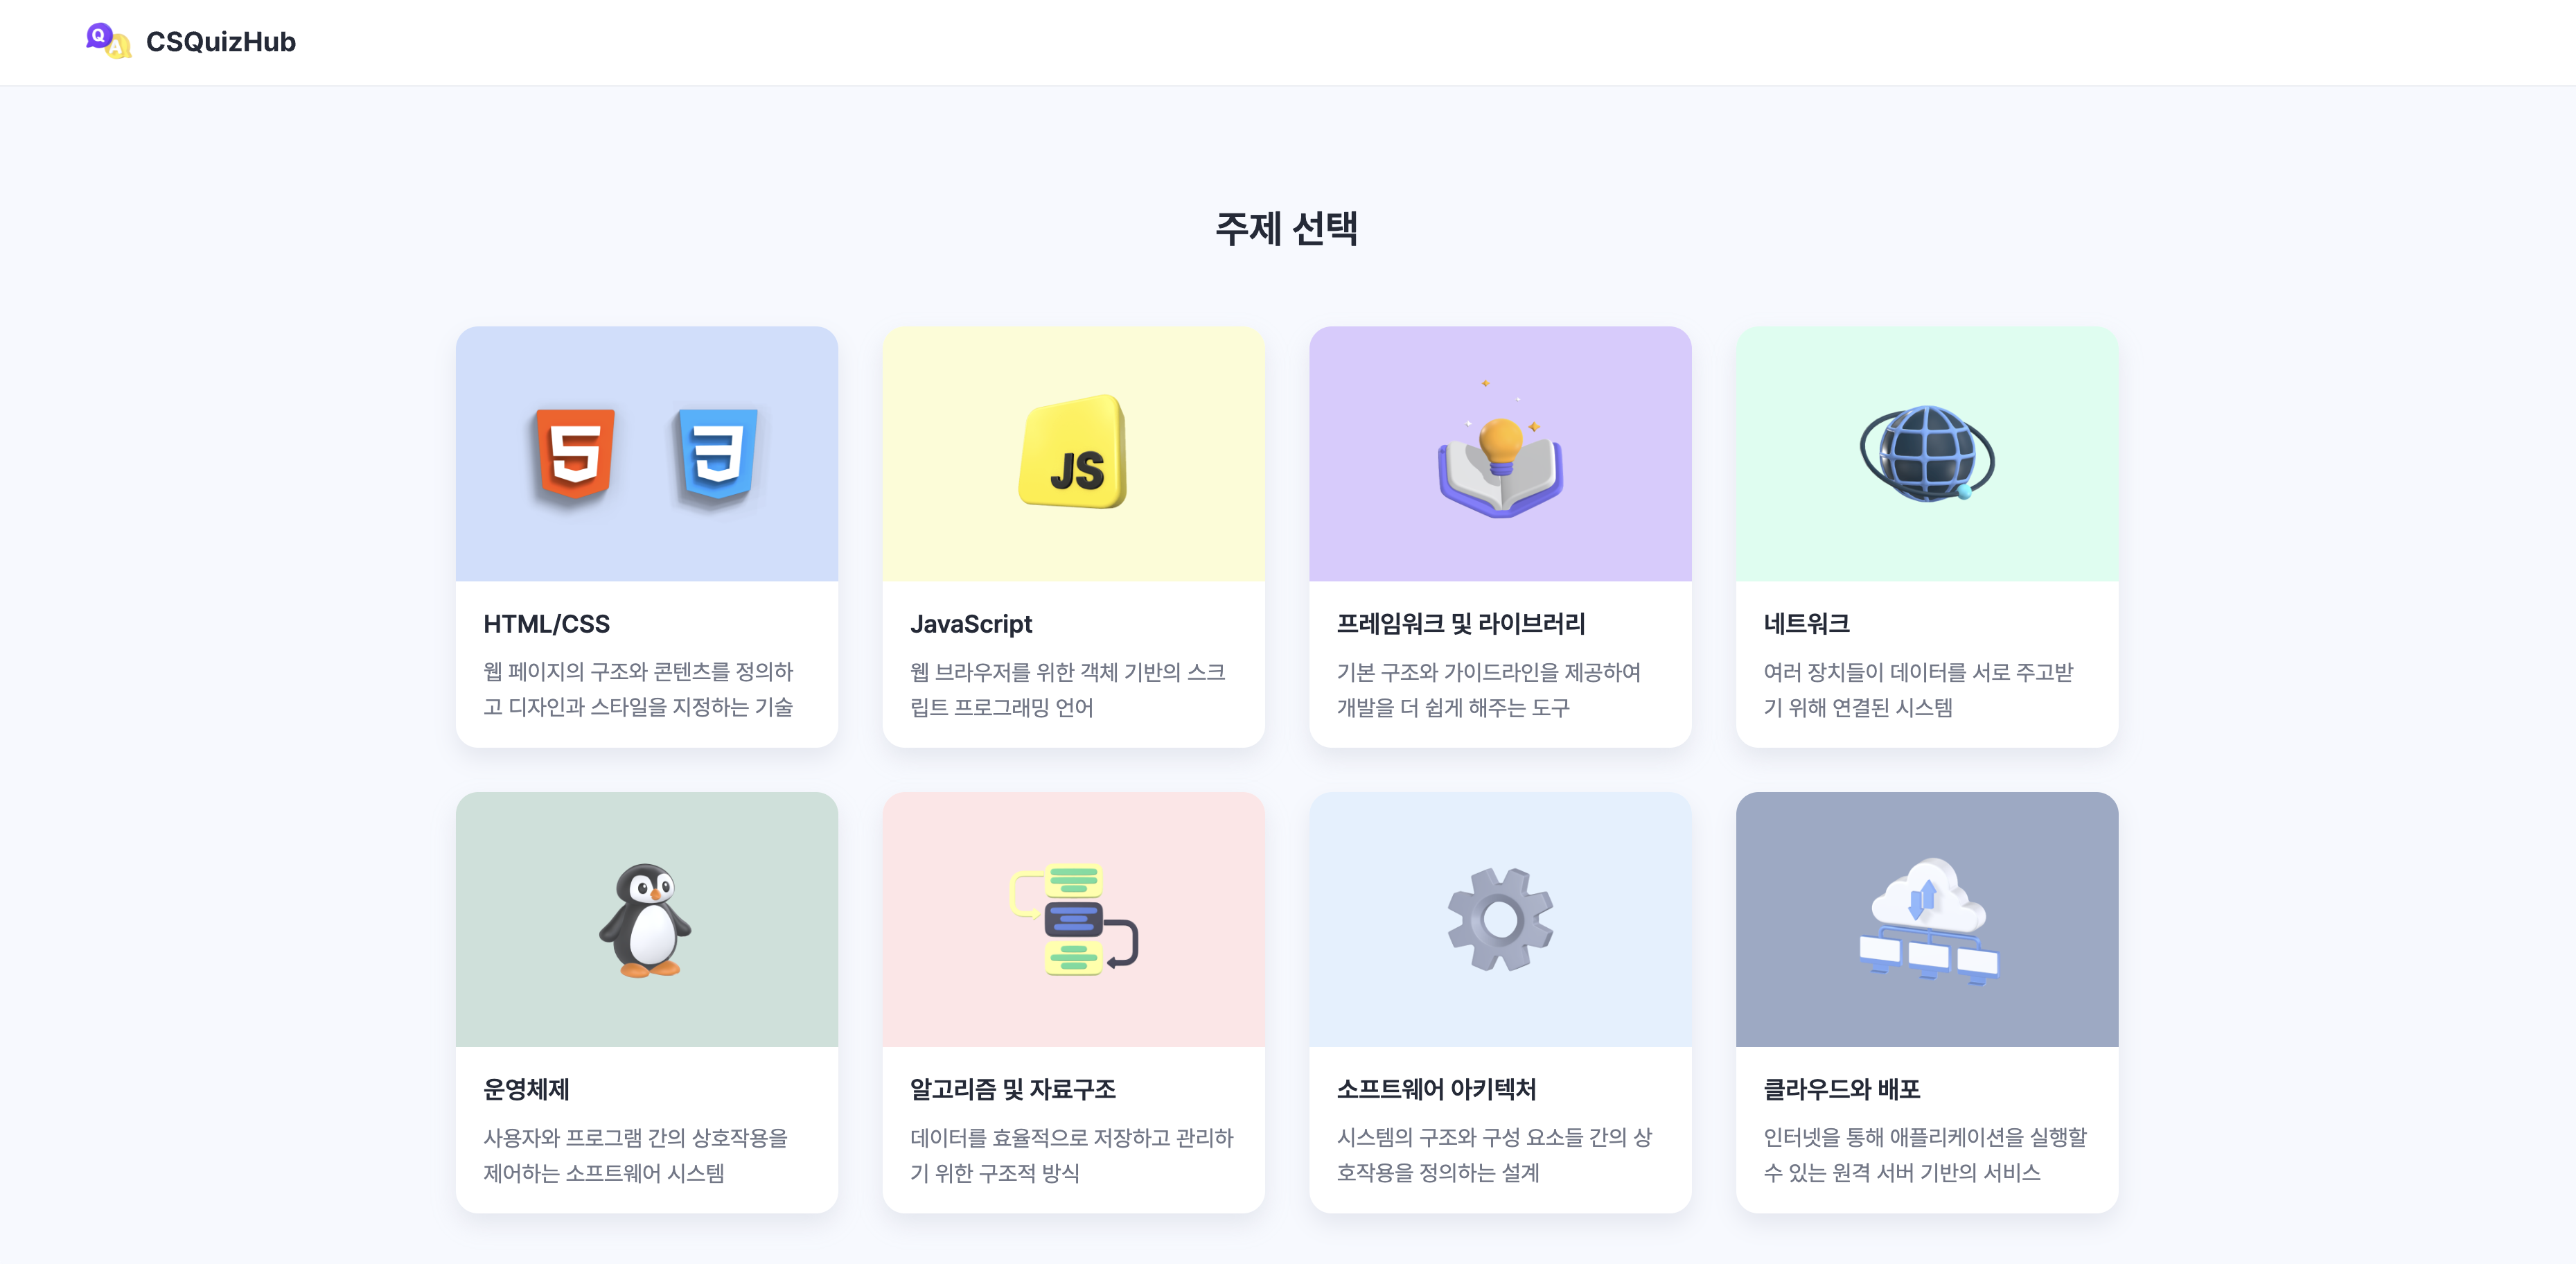 Q A CSQuizHub
주제 선택
JS
HTML/CSS
웹 페이지의 구조와 콘텐츠를 정의하
고 디자인과 스타일을 지정하는 기술
JavaScript
웹 브라우저를 위한 객체 기반의 스크
립트 프로그래밍 언어
프레임워크 및 라이브러리
기본 구조와 가이드라인을 제공하여
개발을 더 쉽게 해주는 도구
네트워크
여러 장치들이 데이터를 서로 주고받
기 위해 연결된 시스템
운영체제
사용자와 프로그램 간의 상호작용을
제어하는 소프트웨어 시스템
알고리즘 및 자료구조
데이터를 효율적으로 저장하고 관리하
기 위한 구조적 방식
소프트웨어 아키텍처
시스템의 구조와 구성 요소들 간의 상
호작용을 정의하는 설계
클라우드와 배포
인터넷을 통해 애플리케이션을 실행할
수 있는 원격 서버 기반의 서비스